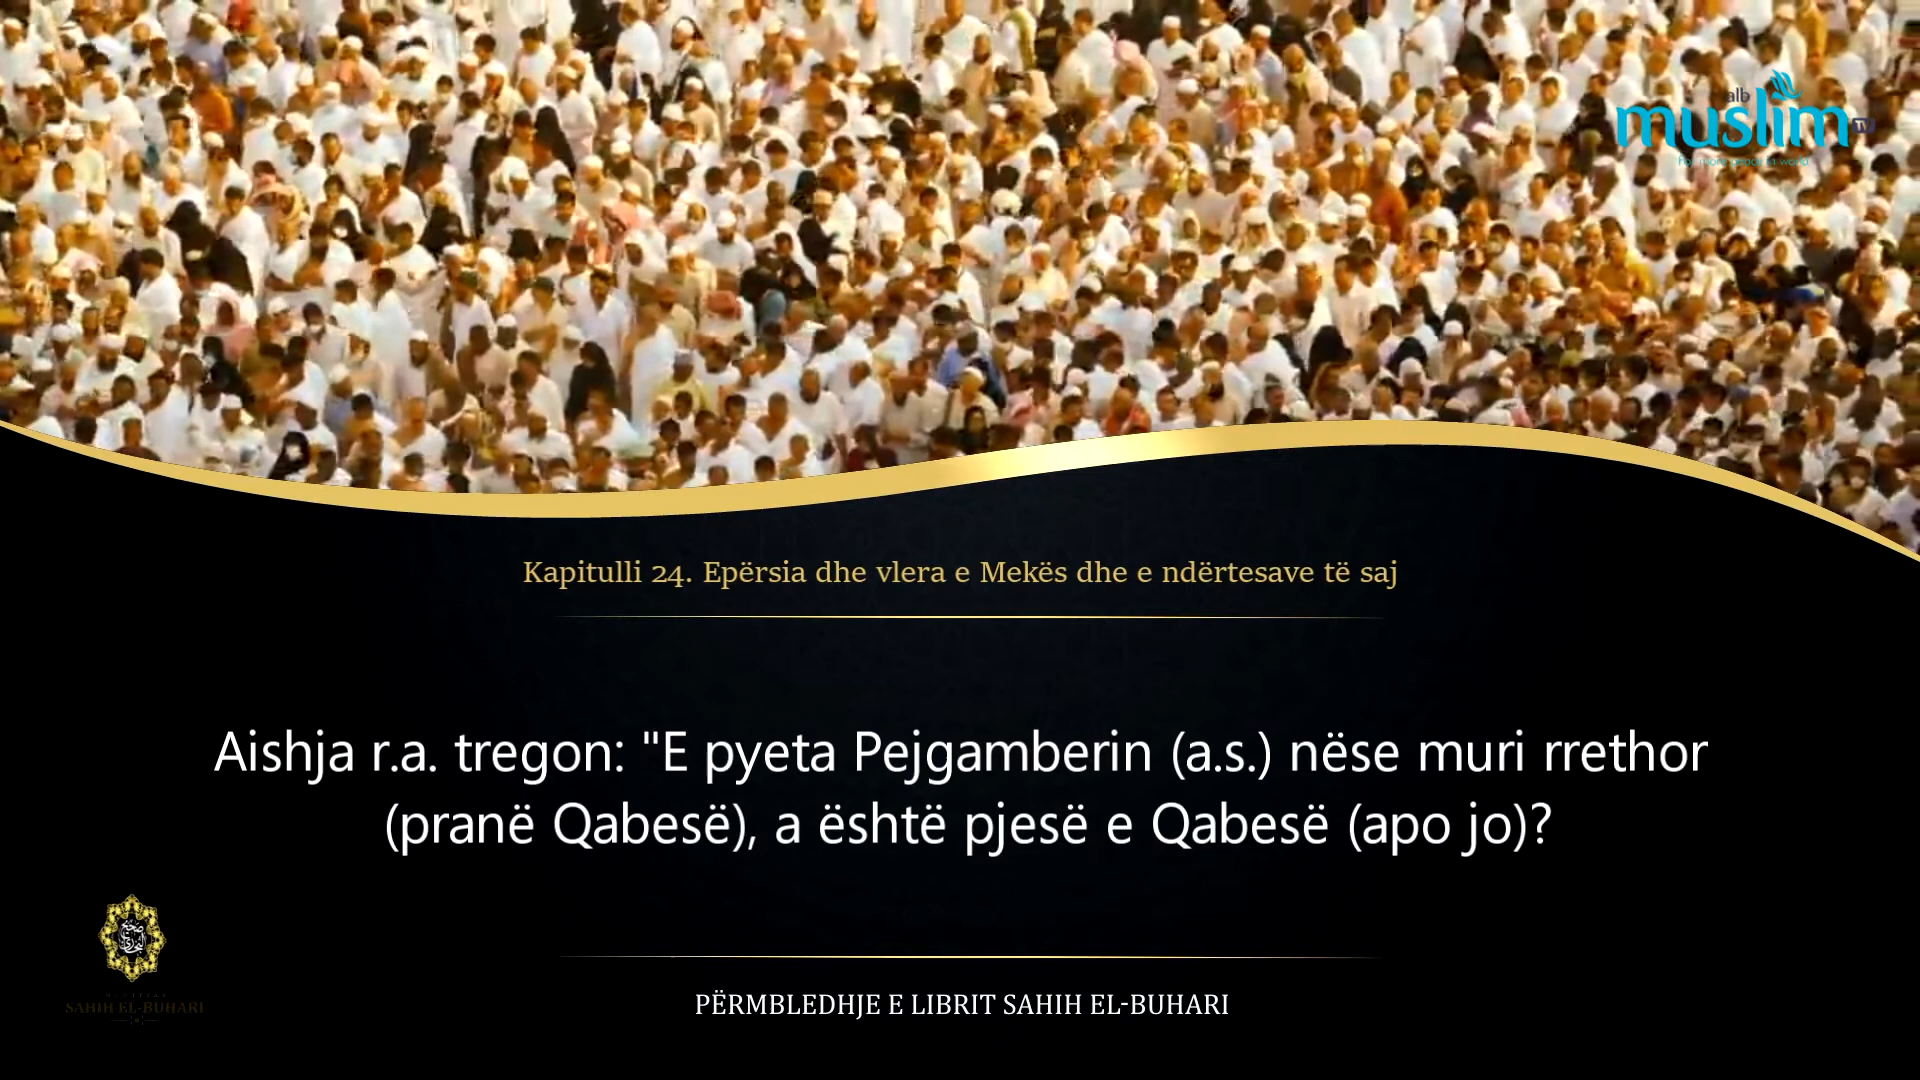 alb
muslim
TV
Kapitulli 24. Epërsia dhe vlera e Mekës dhe e ndërtesave të saj
Aishja r.a. tregon: "E pyeta Pejgamberin (a.s.) nëse muri rrethor
(pranë Qabesë), a është pjesë e Qabesë (apo jo)?
SAHIH EL-BUHARI
PËRMBLEDHJE E LIBRIT SAHIH EL-BUHARI